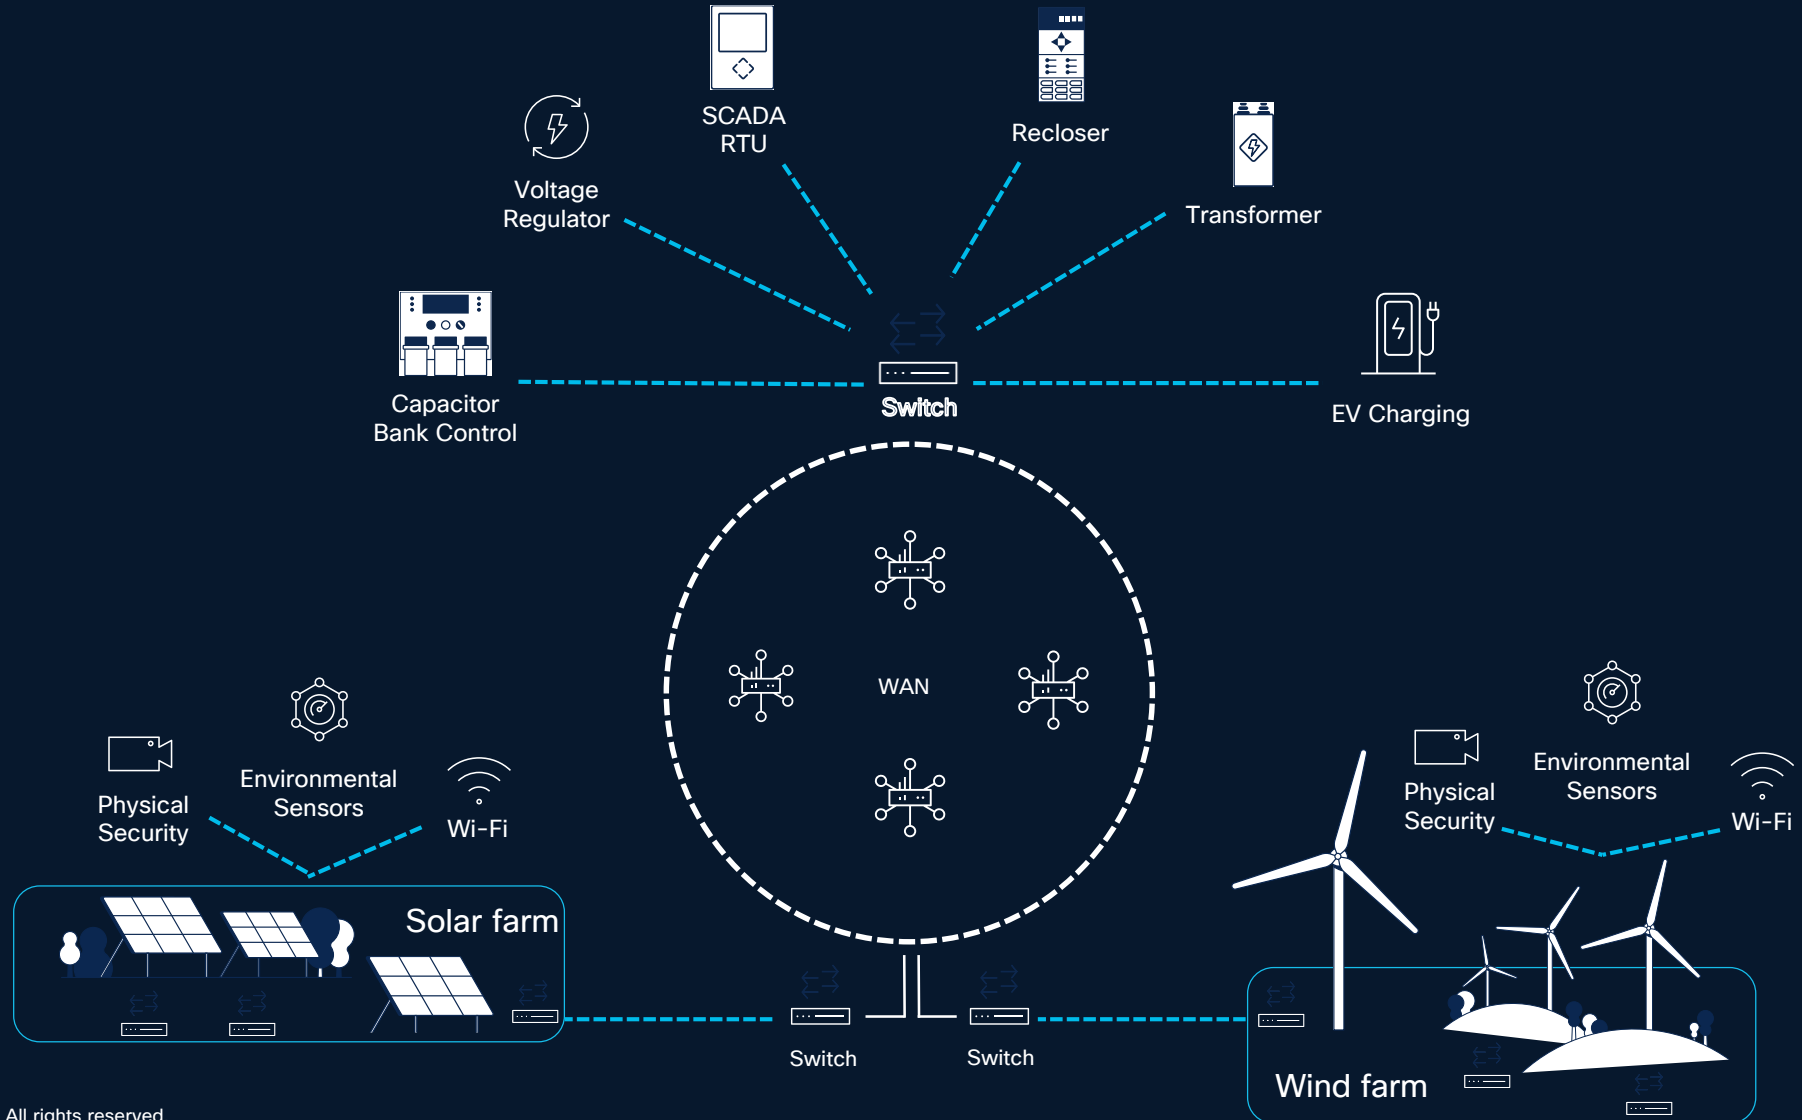 SCADA
RTU
Recloser
Voltage
Regulator
Transformer
Capacitor
Bank Control
Switch
EV Charging
WAN
Physical
Security
Environmental
Sensors
Wi-Fi
Solar farm
Physical
Security
Environmental
Sensors
Wi-Fi
Switch
Switch
Wind farm
All rights reserved